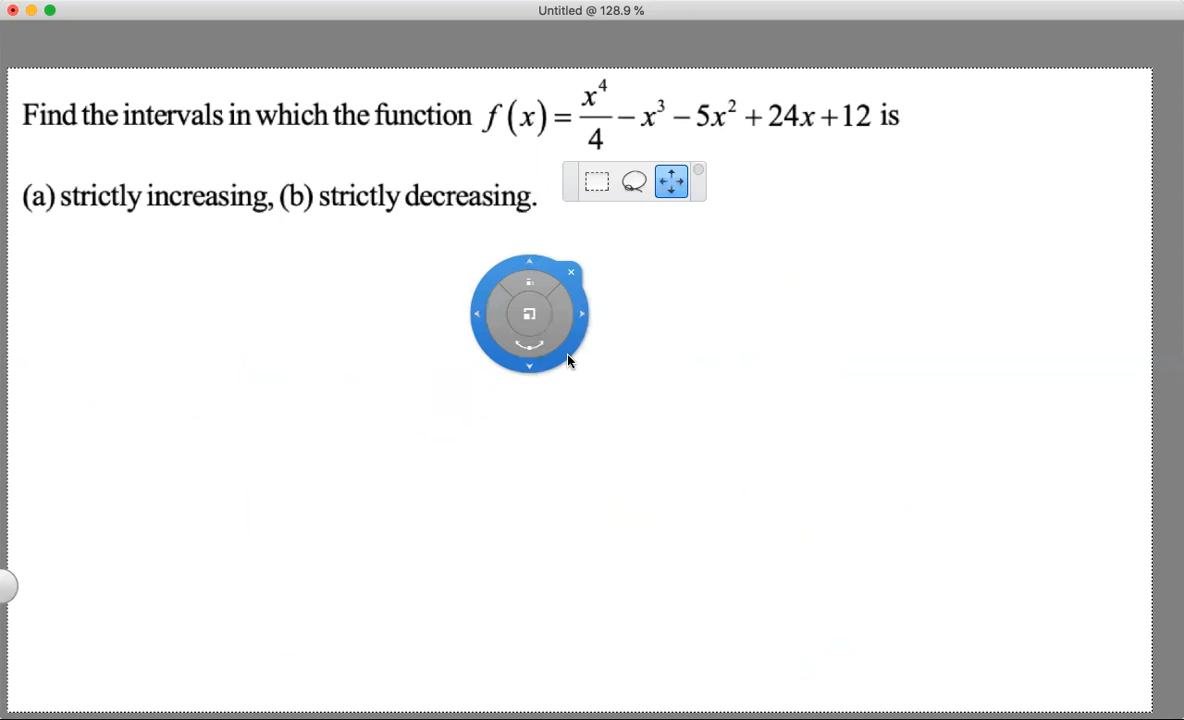 Untitled @ 128.9 %
Find the intervals in which the function f(x) = x⁴/4 − x³ − 5x² + 24x + 12 is
(a) strictly increasing, (b) strictly decreasing.